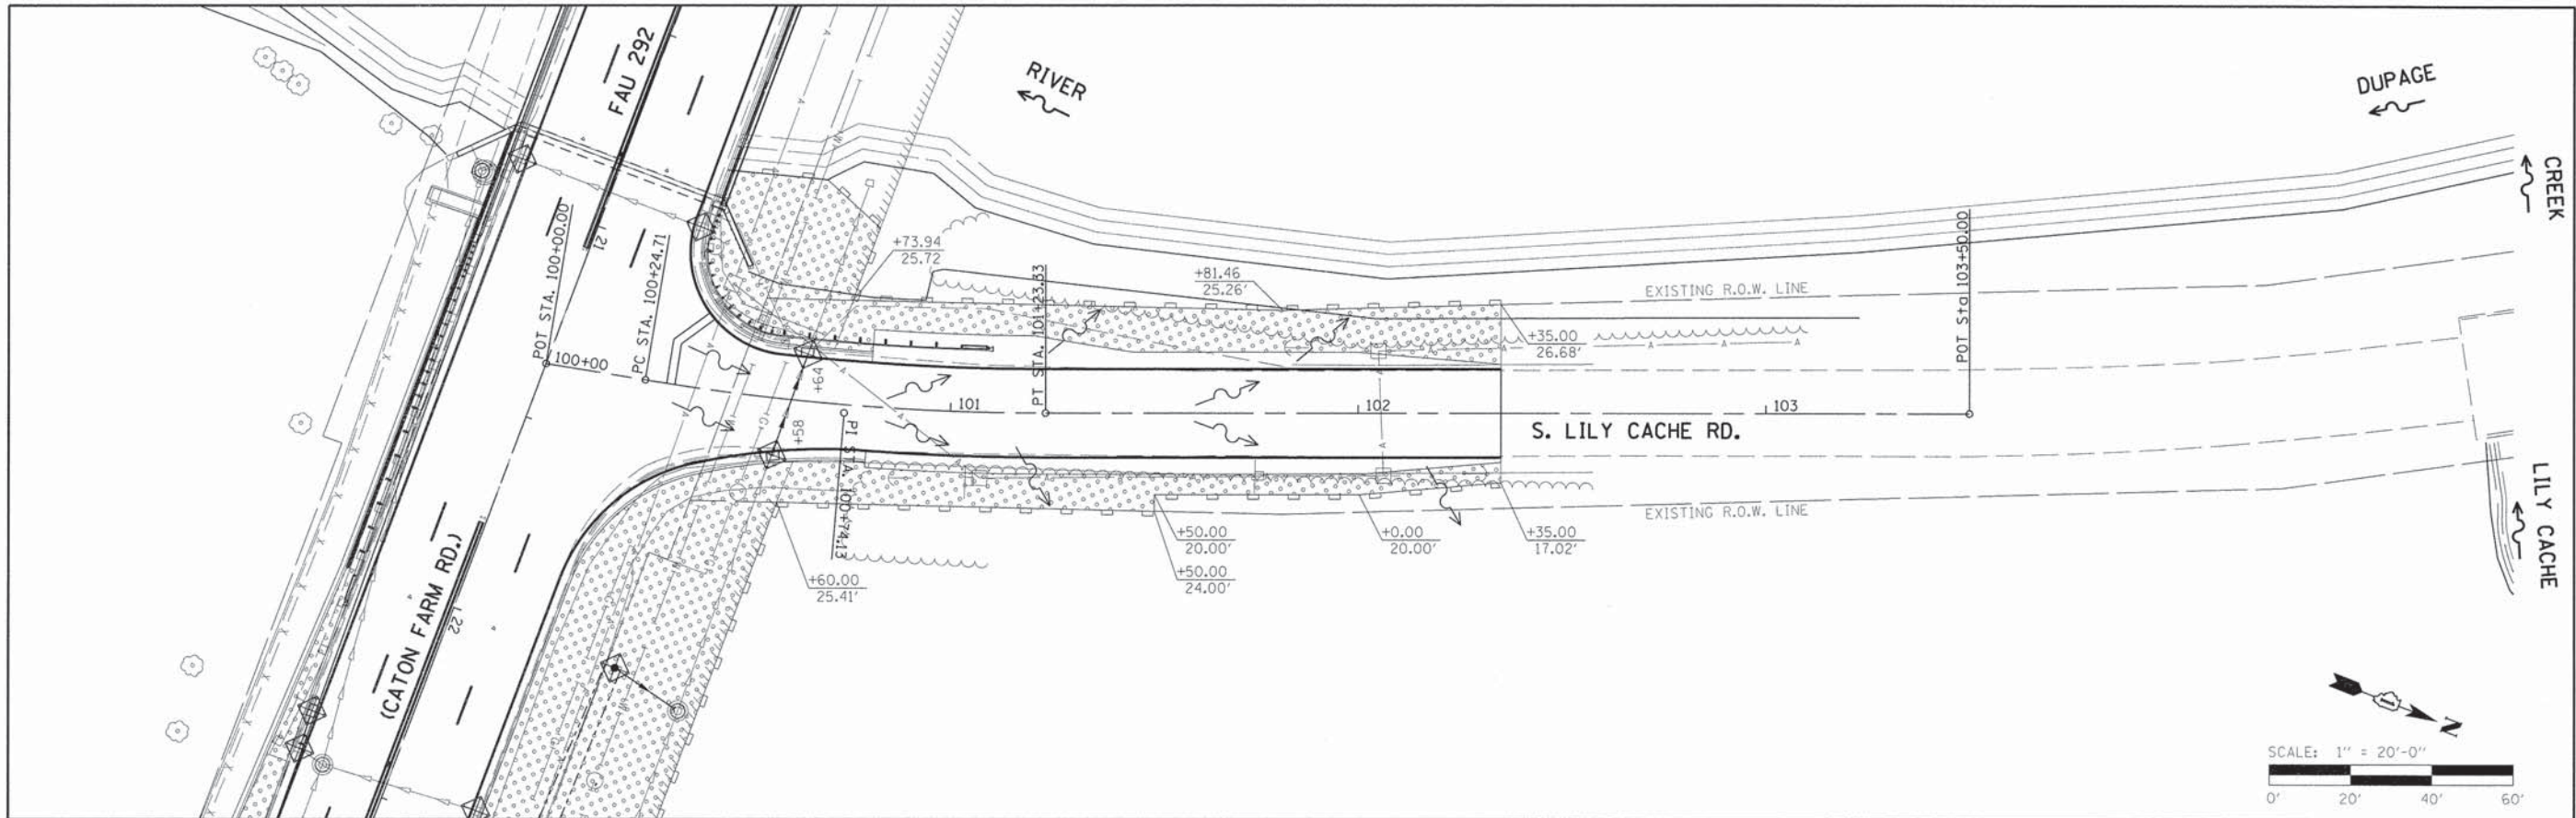 FAU 292
RIVER
DUPAGE
CREEK
POT STA. 100+00.00
21
PC STA. 100+24.71
+73.94
25.72
PT STA. 101+23.33
+81.46
25.26'
EXISTING R.O.W. LINE
POT Sta 103+50.00
100+00
+64
+35.00
26.68'
101
102
103
S. LILY CACHE RD.
+58
PI STA. 100+74.13
(CATON FARM RD.)
22
+50.00
20.00'
+0.00
20.00'
+35.00
17.02'
EXISTING R.O.W. LINE
LILY CACHE
+60.00
25.41'
+50.00
24.00'
N
SCALE: 1" = 20'-0"
0' 20' 40' 60'